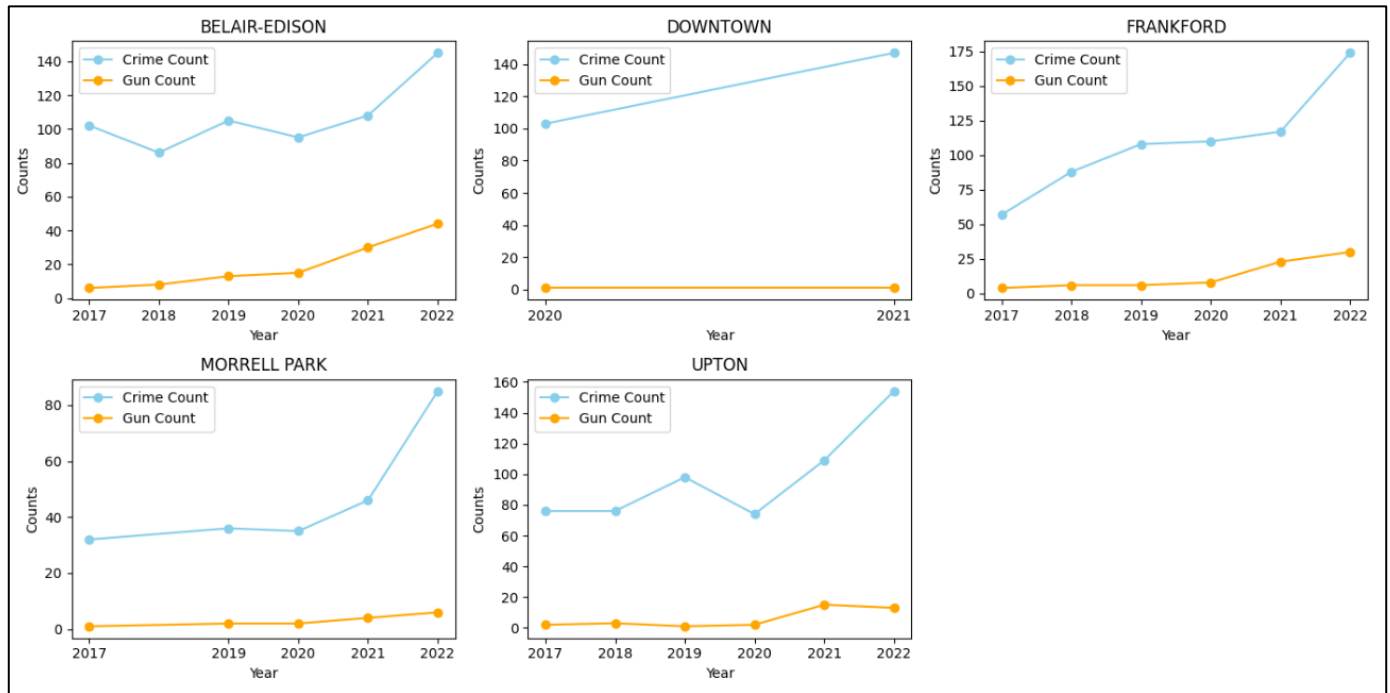 BELAIR-EDISON
Crime Count
Gun Count
Counts
140
120
100
80
60
40
20
0
2017 2018 2019 2020 2021 2022
Year
DOWNTOWN
Crime Count
Gun Count
Counts
140
120
100
80
60
40
20
0
2020 2021
Year
FRANKFORD
Crime Count
Gun Count
Counts
175
150
125
100
75
50
25
0
2017 2018 2019 2020 2021 2022
Year
MORRELL PARK
Crime Count
Gun Count
Counts
80
60
40
20
0
2017 2019 2020 2021 2022
Year
UPTON
Crime Count
Gun Count
Counts
160
140
120
100
80
60
40
20
0
2017 2018 2019 2020 2021 2022
Year